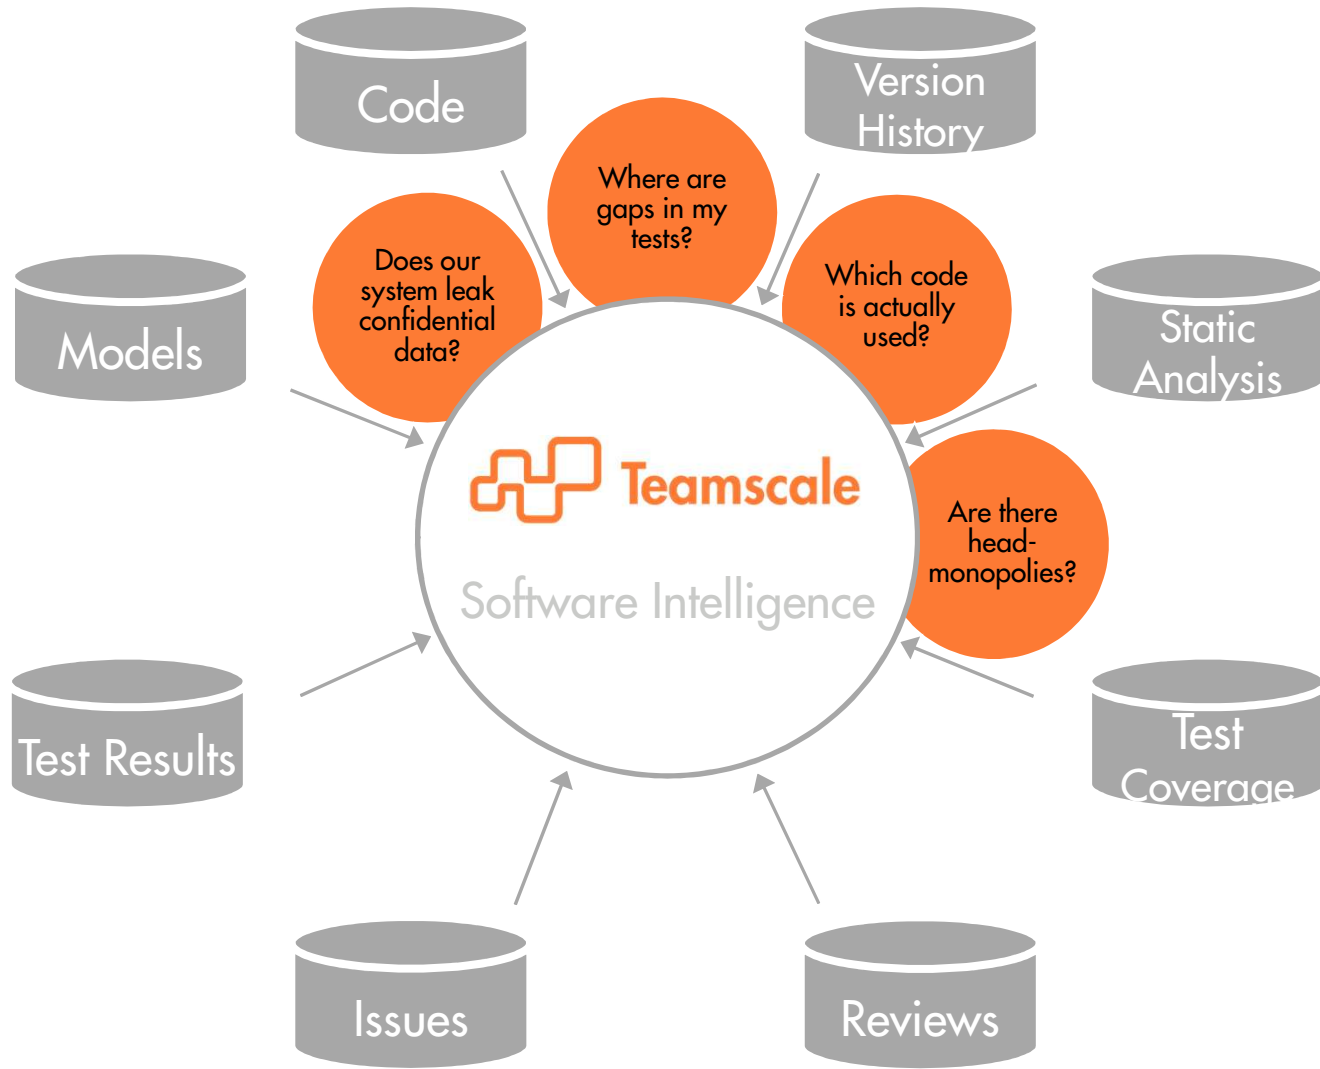 Code
Version
History
Where are
gaps in my
tests?
Does our
system leak
confidential
data?
Which code
is actually
used?
Models
Static
Analysis
Teamscale
Software Intelligence
Are there
head-
monopolies?
Test Results
Test
Coverage
Issues
Reviews